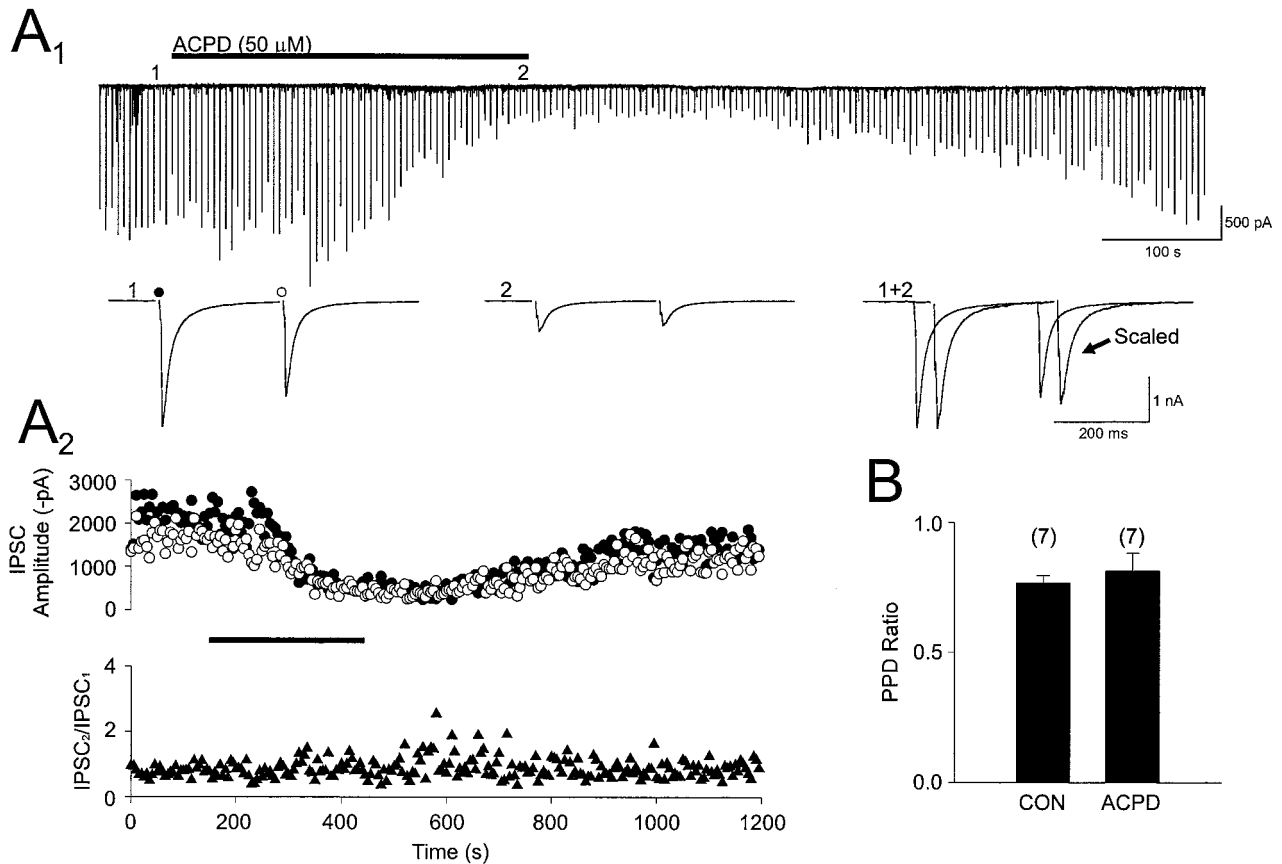 A1
ACPD (50 µM)
1
2
500 pA
100 s
1
2
1+2
Scaled
1 nA
200 ms
A2
IPSC
Amplitude (-pA)
3000
2000
1000
0
IPSC2/IPSC1
4
2
0
0 200 400 600 800 1000 1200
Time (s)
B
PPD Ratio
1.0
0.5
0.0
(7) (7)
CON ACPD